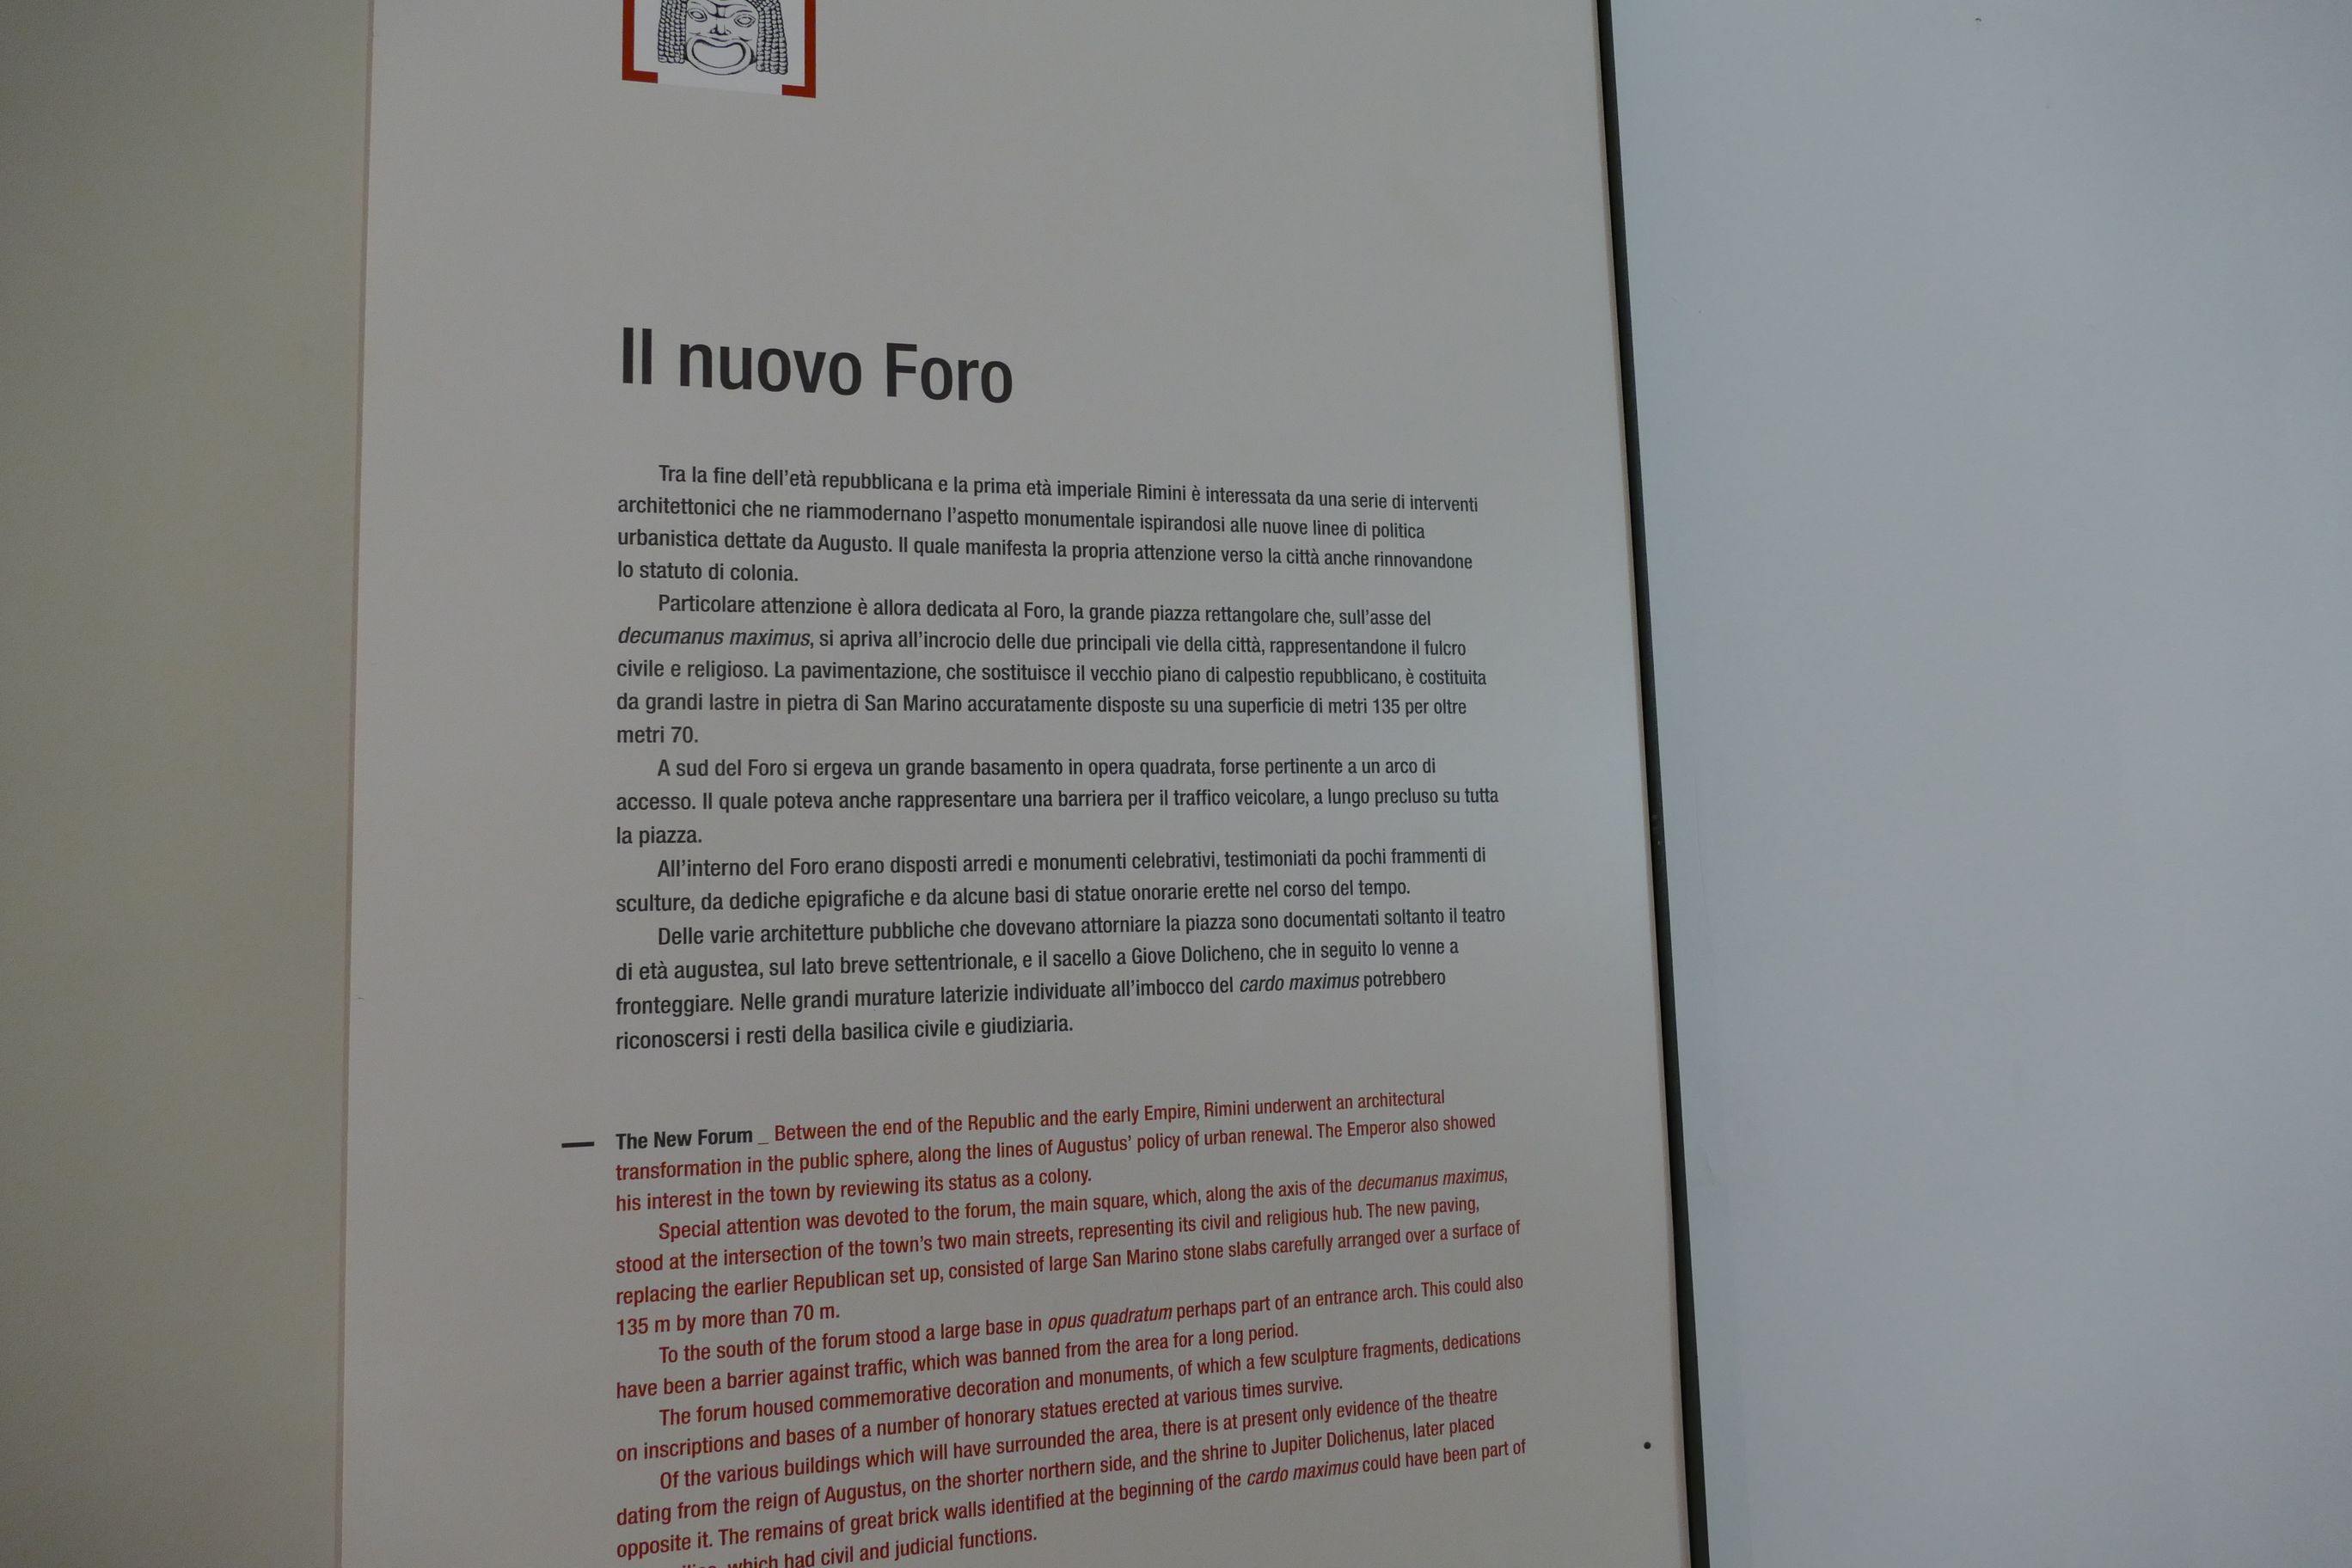 Il nuovo Foro
Tra la fine dell'età repubblicana e la prima età imperiale Rimini è interessata da una serie di interventi
architettonici che ne riammodernano l'aspetto monumentale ispirandosi alle nuove linee di politica
urbanistica dettate da Augusto. Il quale manifesta la propria attenzione verso la città anche rinnovandone
lo statuto di colonia.
Particolare attenzione è allora dedicata al Foro, la grande piazza rettangolare che, sull'asse del
decumanus maximus, si apriva all'incrocio delle due principali vie della città, rappresentandone il fulcro
civile e religioso. La pavimentazione, che sostituisce il vecchio piano di calpestio repubblicano, è costituita
da grandi lastre in pietra di San Marino accuratamente disposte su una superficie di metri 135 per oltre
metri 70.
A sud del Foro si ergeva un grande basamento in opera quadrata, forse pertinente a un arco di
accesso. Il quale poteva anche rappresentare una barriera per il traffico veicolare, a lungo precluso su tutta
la piazza.
All'interno del Foro erano disposti arredi e monumenti celebrativi, testimoniati da pochi frammenti di
sculture, da dediche epigrafiche e da alcune basi di statue onorarie erette nel corso del tempo.
Delle varie architetture pubbliche che dovevano attorniare la piazza sono documentati soltanto il teatro
di età augustea, sul lato breve settentrionale, e il sacello a Giove Dolicheno, che in seguito lo venne a
fronteggiare. Nelle grandi murature laterizie individuate all'imbocco del cardo maximus potrebbero
riconoscersi i resti della basilica civile e giudiziaria.
The New Forum _ Between the end of the Republic and the early Empire, Rimini underwent an architectural
transformation in the public sphere, along the lines of Augustus' policy of urban renewal. The Emperor also showed
his interest in the town by reviewing its status as a colony.
Special attention was devoted to the forum, the main square, which, along the axis of the decumanus maximus,
stood at the intersection of the town's two main streets, representing its civil and religious hub. The new paving,
replacing the earlier Republican set up, consisted of large San Marino stone slabs carefully arranged over a surface of
135 m by more than 70 m.
To the south of the forum stood a large base in opus quadratum perhaps part of an entrance arch. This could also
have been a barrier against traffic, which was banned from the area for a long period.
The forum housed commemorative decoration and monuments, of which a few sculpture fragments, dedications
on inscriptions and bases of a number of honorary statues erected at various times survive.
Of the various buildings which will have surrounded the area, there is at present only evidence of the theatre
dating from the reign of Augustus, on the shorter northern side, and the shrine to Jupiter Dolichenus, later placed
opposite it. The remains of great brick walls identified at the beginning of the cardo maximus could have been part of
which had civil and judicial functions.